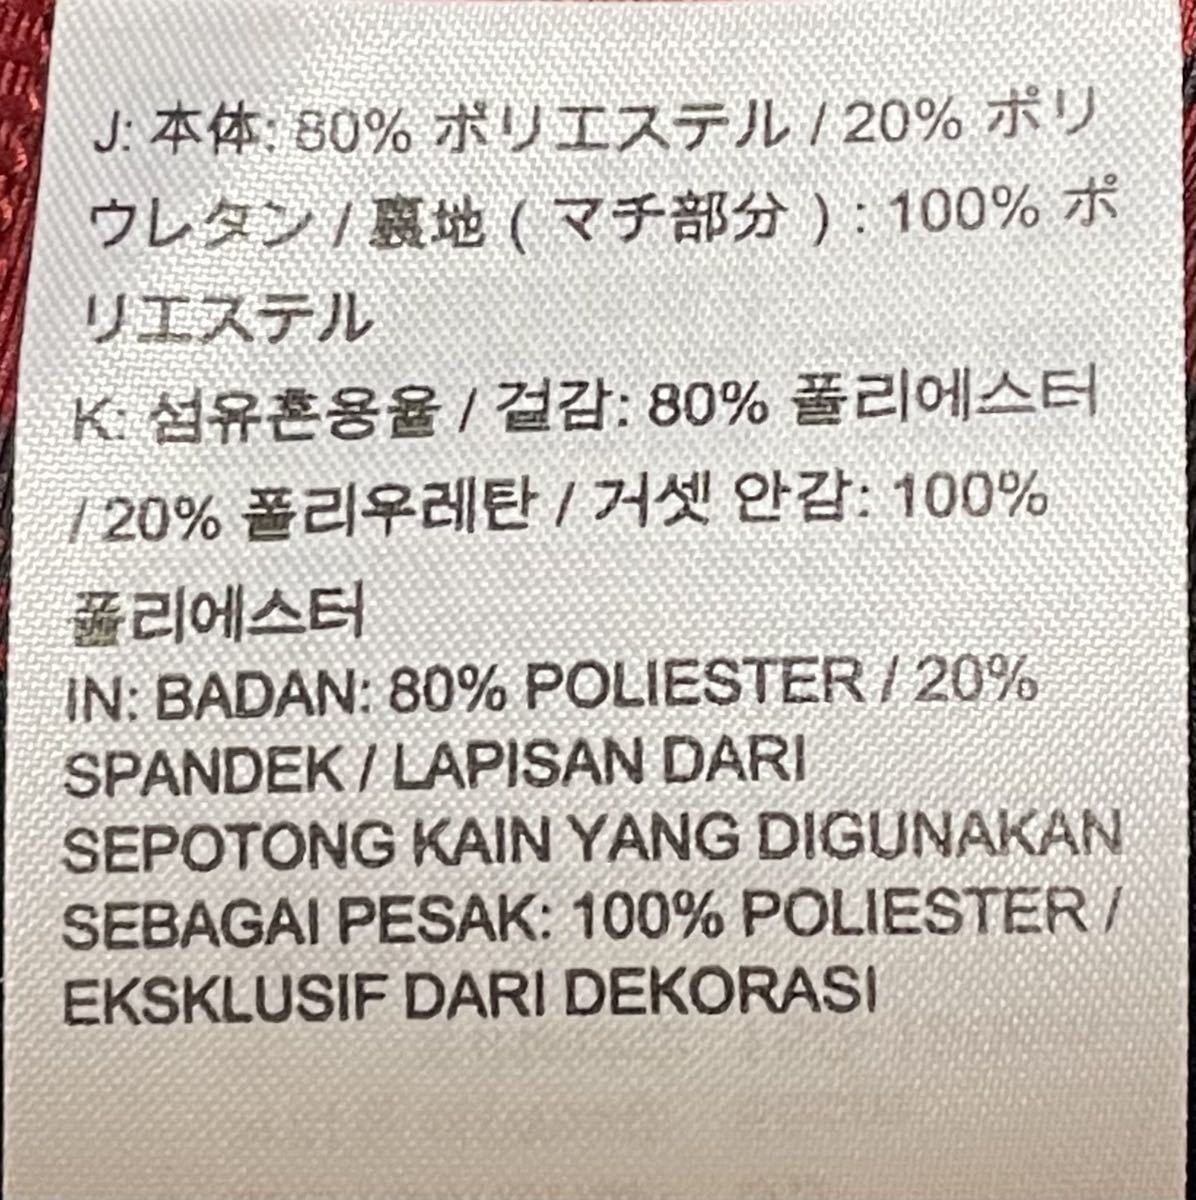 J: 本体: 80% ポリエステル / 20% ポリ
ウレタン / 裏地 ( マチ部分 ) : 100% ポ
リエステル
K: 섬유혼용율 / 겉감: 80% 폴리에스터
/ 20% 폴리우레탄 / 거셋 안감: 100%
폴리에스터
IN: BADAN: 80% POLIESTER / 20%
SPANDEK / LAPISAN DARI
SEPOTONG KAIN YANG DIGUNAKAN
SEBAGAI PESAK: 100% POLIESTER /
EKSKLUSIF DARI DEKORASI